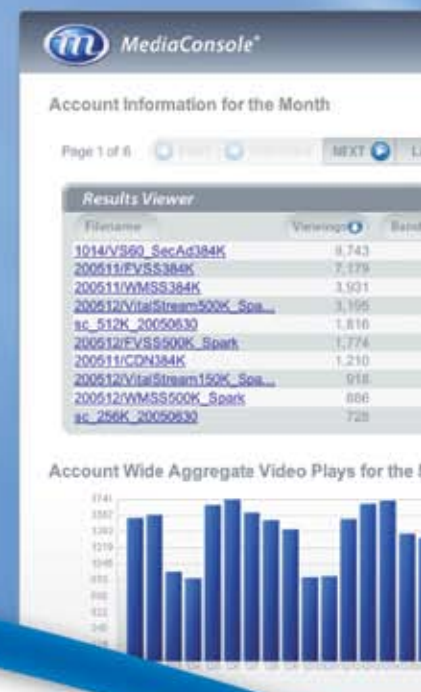 m MediaConsole
Account Information for the Month
Page 1 of 6 NEXT
Results Viewer
Filename Viewings
1014/VS60_SecAd384K 9,743
200511/FVSS384K 7,179
200511/WMSS384K 3,931
200512/VitalStream500K_Spa... 3,195
sc_512K_20050630 1,816
200512/FVSS500K_Spark 1,774
200511/CDN384K 1,210
200512/VitalStream150K_Spa... 918
200512/WMSS500K_Spark 886
sc_256K_20050630 728
Account Wide Aggregate Video Plays for the